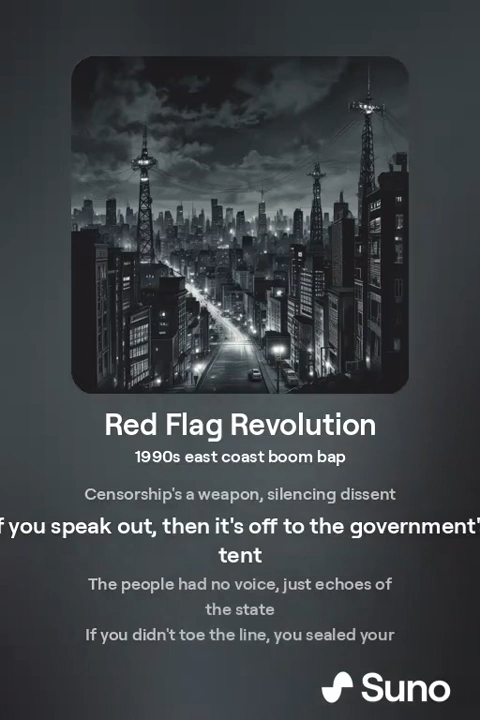 Red Flag Revolution
1990s east coast boom bap
Censorship's a weapon, silencing dissent
f you speak out, then it's off to the government'
tent
The people had no voice, just echoes of
the state
If you didn't toe the line, you sealed your
Suno